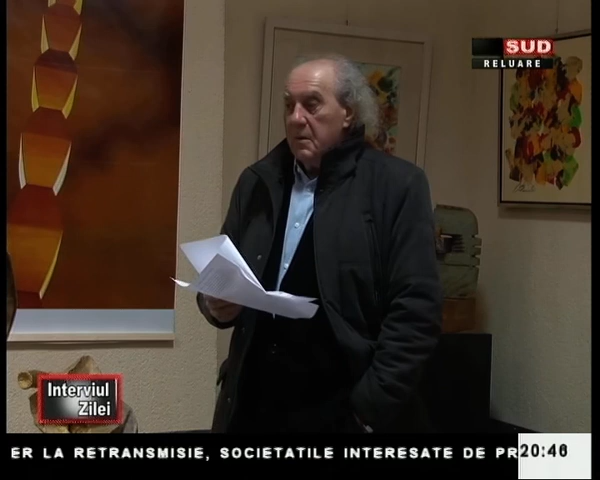 SUD
RELUARE
Interviul
Zilei
ER LA RETRANSMISIE, SOCIETATILE INTERESATE DE PR
20:46